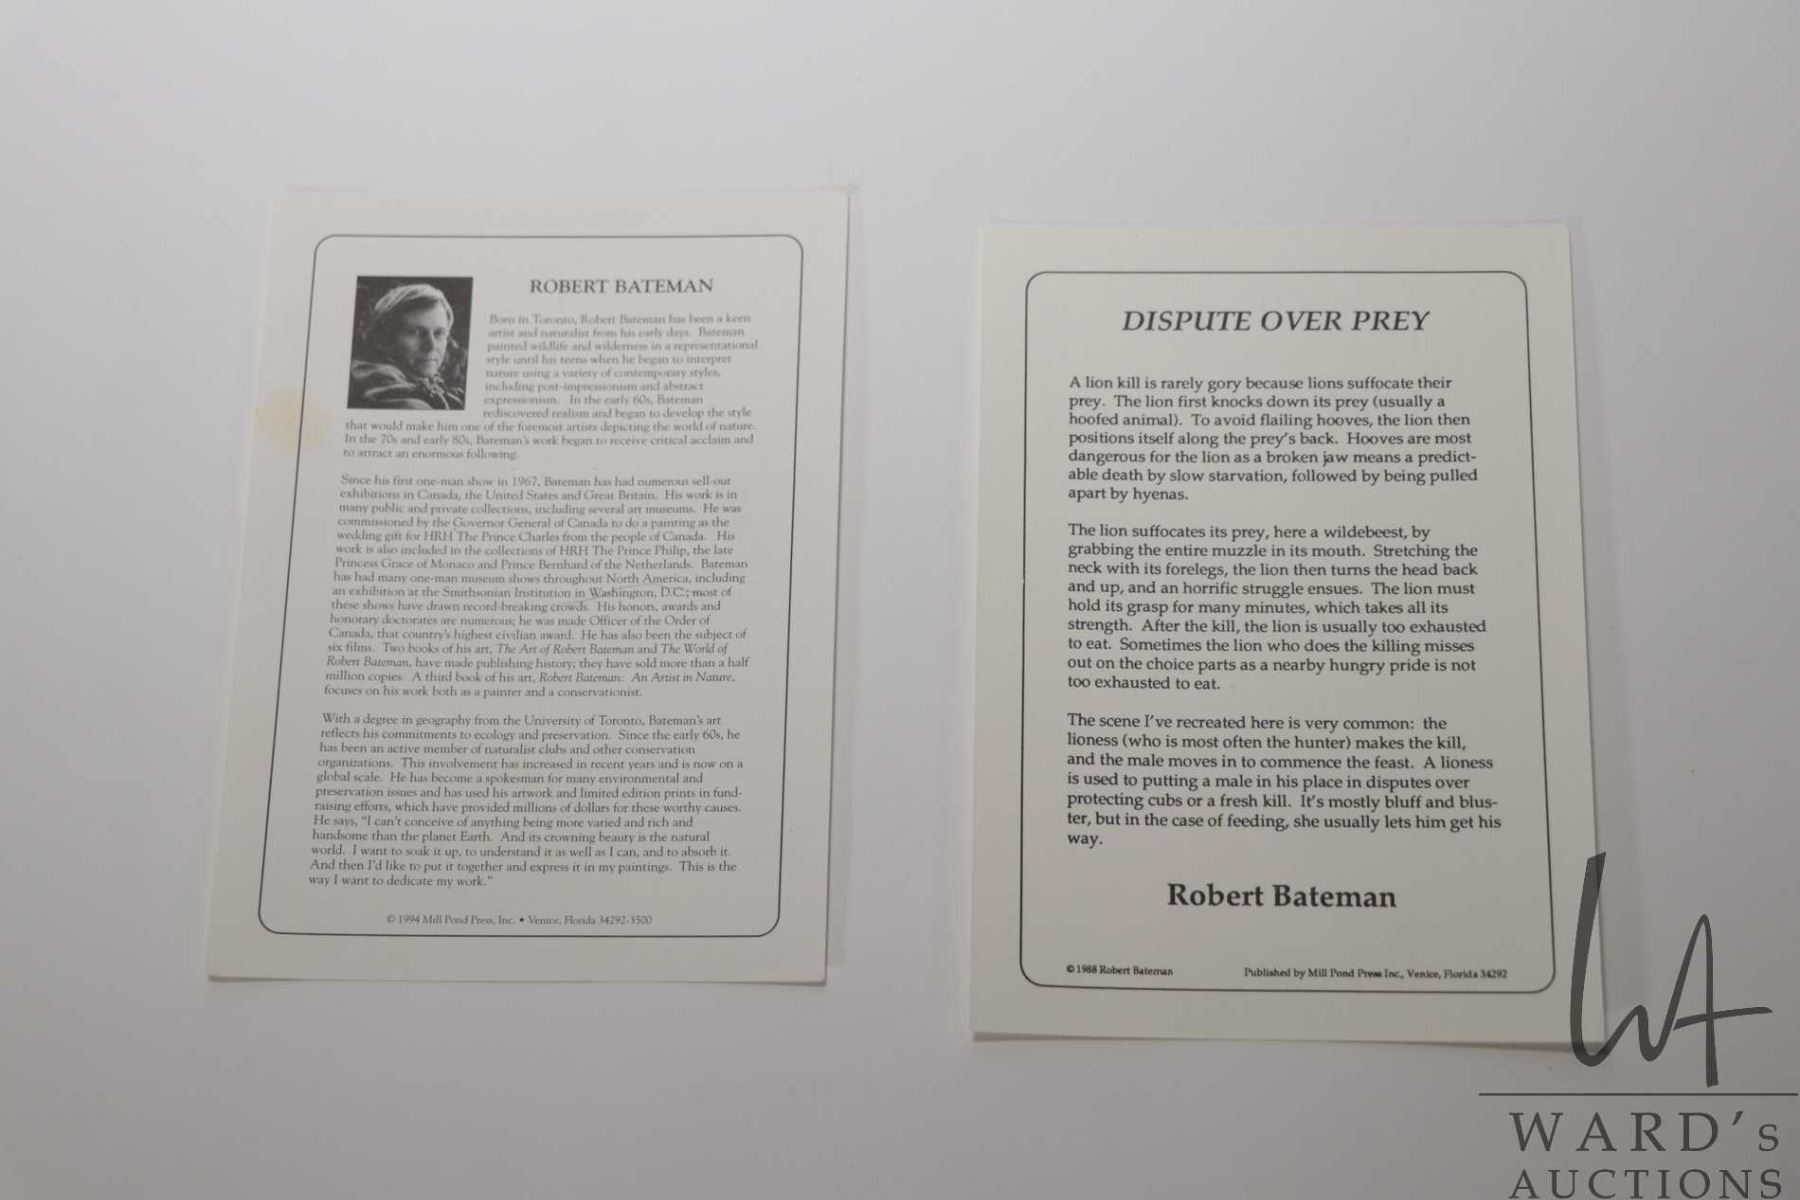 ROBERT BATEMAN
Born in Toronto, Robert Bateman has been a keen
artist and naturalist from his early days. Bateman
painted wildlife and wilderness in a representational
style until his teens when he began to interpret
nature using a variety of contemporary styles,
including post-impressionism and abstract
expressionism. In the early 60s, Bateman
rediscovered realism and began to develop the style
that would make him one of the foremost artists depicting the world of nature.
In the 70s and early 80s, Bateman's work began to receive critical acclaim and
to attract an enormous following.
Since his first one-man show in 1967, Bateman has had numerous sell-out
exhibitions in Canada, the United States and Great Britain. His work is in
many public and private collections, including several art museums. He was
commissioned by the Governor General of Canada to do a painting as the
wedding gift for HRH The Prince Charles from the people of Canada. His
work is also included in the collections of HRH The Prince Philip, the late
Princess Grace of Monaco and Prince Bernhard of the Netherlands. Bateman
has had many one-man museum shows throughout North America, including
an exhibition at the Smithsonian Institution in Washington, D.C.; most of
these shows have drawn record-breaking crowds. His honors, awards and
honorary doctorates are numerous; he was made Officer of the Order of
Canada, that country's highest civilian award. He has also been the subject of
six films. Two books of his art, The Art of Robert Bateman and The World of
Robert Bateman, have made publishing history; they have sold more than a half
million copies. A third book of his art, Robert Bateman: An Artist in Nature,
focuses on his work both as a painter and a conservationist.
With a degree in geography from the University of Toronto, Bateman's art
reflects his commitments to ecology and preservation. Since the early 60s, he
has been an active member of naturalist clubs and other conservation
organizations. This involvement has increased in recent years and is now on a
global scale. He has become a spokesman for many environmental and
preservation issues and has used his artwork and limited edition prints in fund-
raising efforts, which have provided millions of dollars for these worthy causes.
He says, "I can't conceive of anything being more varied and rich and
handsome than the planet Earth. And its crowning beauty is the natural
world. I want to soak it up, to understand it as well as I can, and to absorb it.
And then I'd like to put it together and express it in my paintings. This is the
way I want to dedicate my work."
© 1994 Mill Pond Press, Inc. • Venice, Florida 34292-3500
DISPUTE OVER PREY
A lion kill is rarely gory because lions suffocate their
prey. The lion first knocks down its prey (usually a
hoofed animal). To avoid flailing hooves, the lion then
positions itself along the prey's back. Hooves are most
dangerous for the lion as a broken jaw means a predict-
able death by slow starvation, followed by being pulled
apart by hyenas.
The lion suffocates its prey, here a wildebeest, by
grabbing the entire muzzle in its mouth. Stretching the
neck with its forelegs, the lion then turns the head back
and up, and an horrific struggle ensues. The lion must
hold its grasp for many minutes, which takes all its
strength. After the kill, the lion is usually too exhausted
to eat. Sometimes the lion who does the killing misses
out on the choice parts as a nearby hungry pride is not
too exhausted to eat.
The scene I've recreated here is very common: the
lioness (who is most often the hunter) makes the kill,
and the male moves in to commence the feast. A lioness
is used to putting a male in his place in disputes over
protecting cubs or a fresh kill. It's mostly bluff and blus-
ter, but in the case of feeding, she usually lets him get his
way.
Robert Bateman
© 1988 Robert Bateman Published by Mill Pond Press Inc., Venice, Florida 34292
WA
WARD's
AUCTIONS